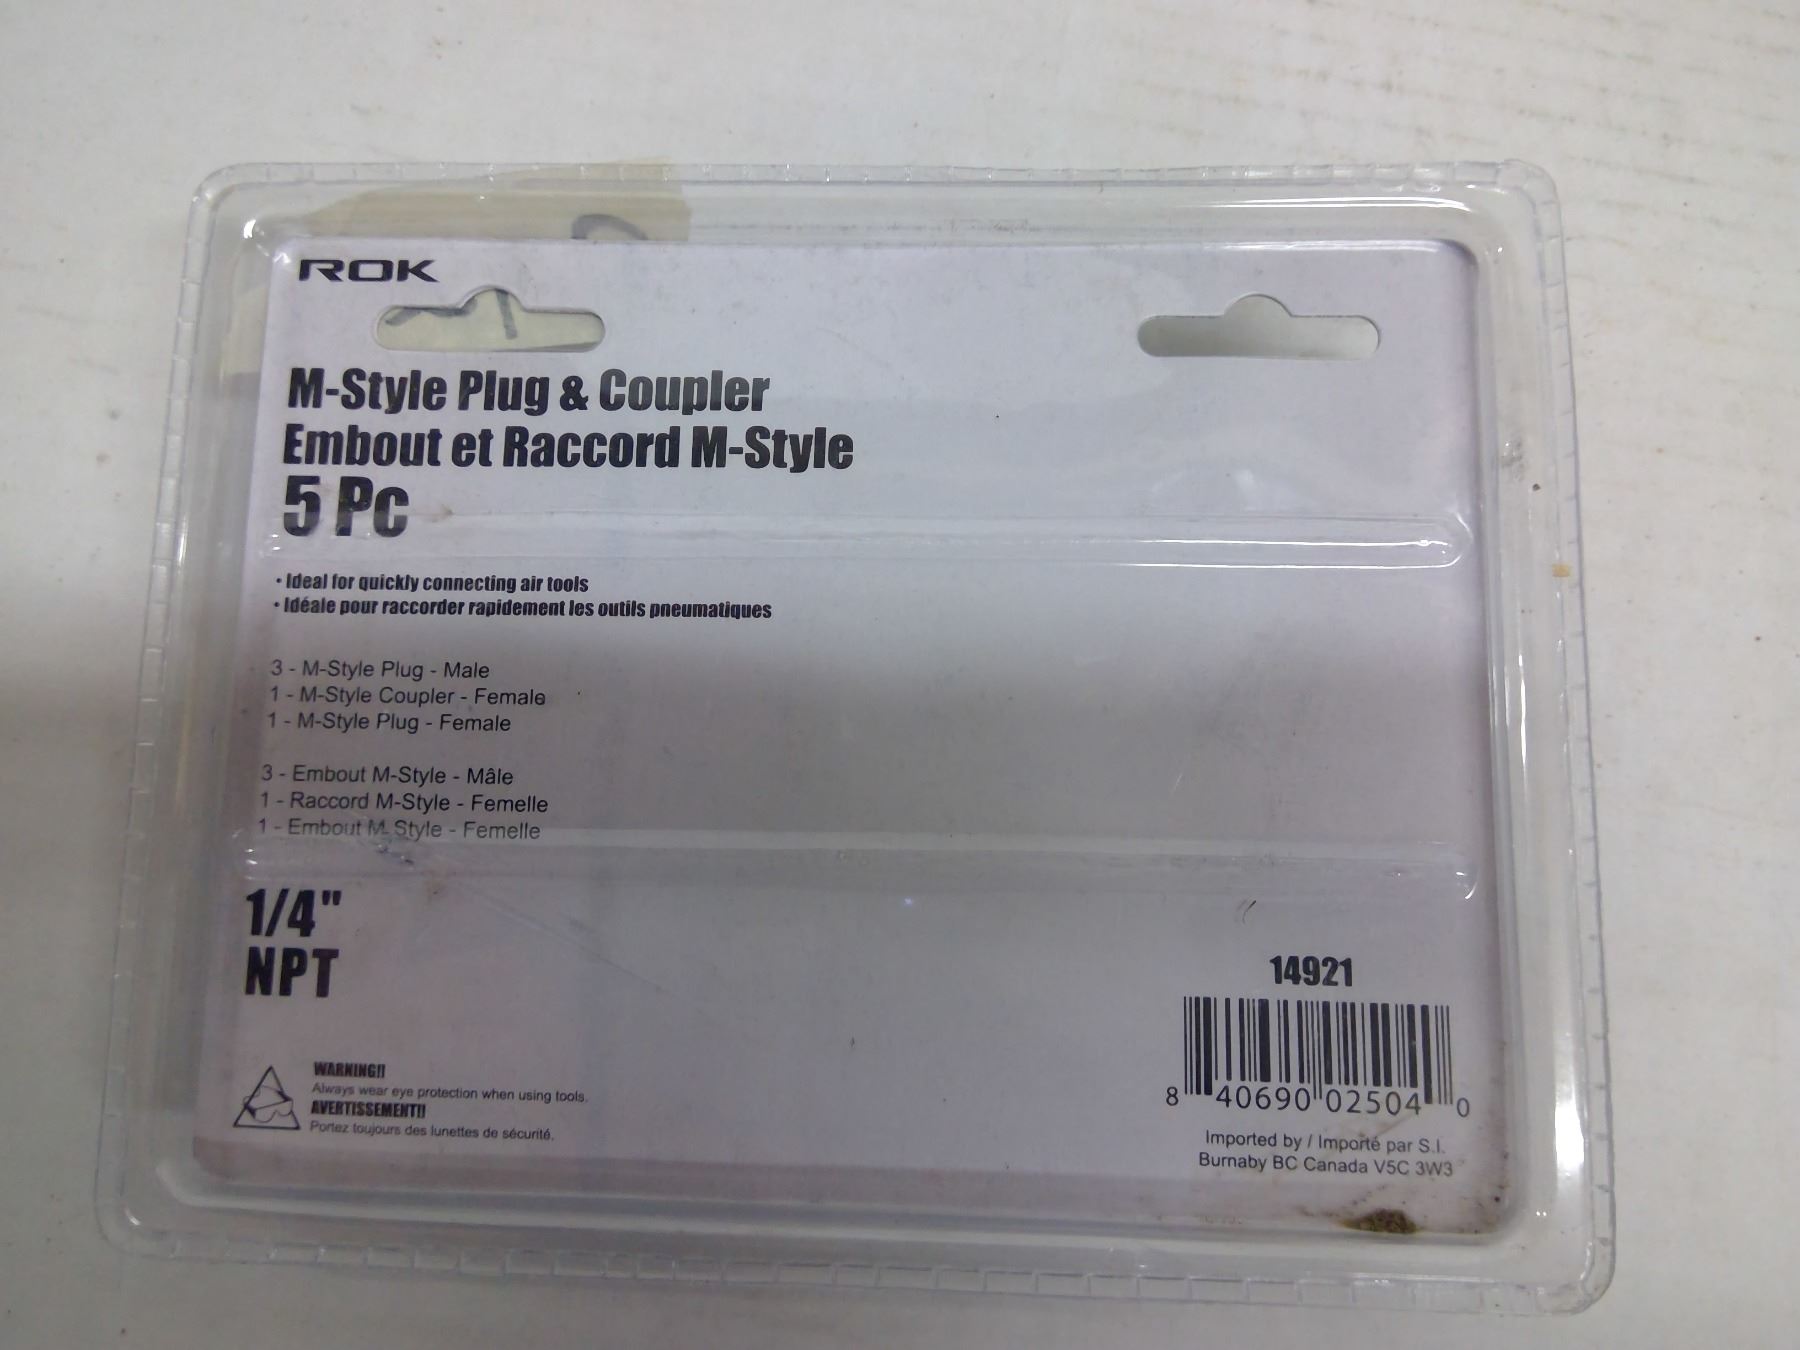 ROK
M-Style Plug & Coupler
Embout et Raccord M-Style
5 Pc
• Ideal for quickly connecting air tools
• Idéale pour raccorder rapidement les outils pneumatiques
3 - M-Style Plug - Male
1 - M-Style Coupler - Female
1 - M-Style Plug - Female
3 - Embout M-Style - Mâle
1 - Raccord M-Style - Femelle
1 - Embout M-Style - Femelle
1/4"
NPT
WARNING!!
Always wear eye protection when using tools.
AVERTISSEMENT!!
Portez toujours des lunettes de sécurité.
14921
8 40690 02504 0
Imported by / Importé par S.I.
Burnaby BC Canada V5C 3W3